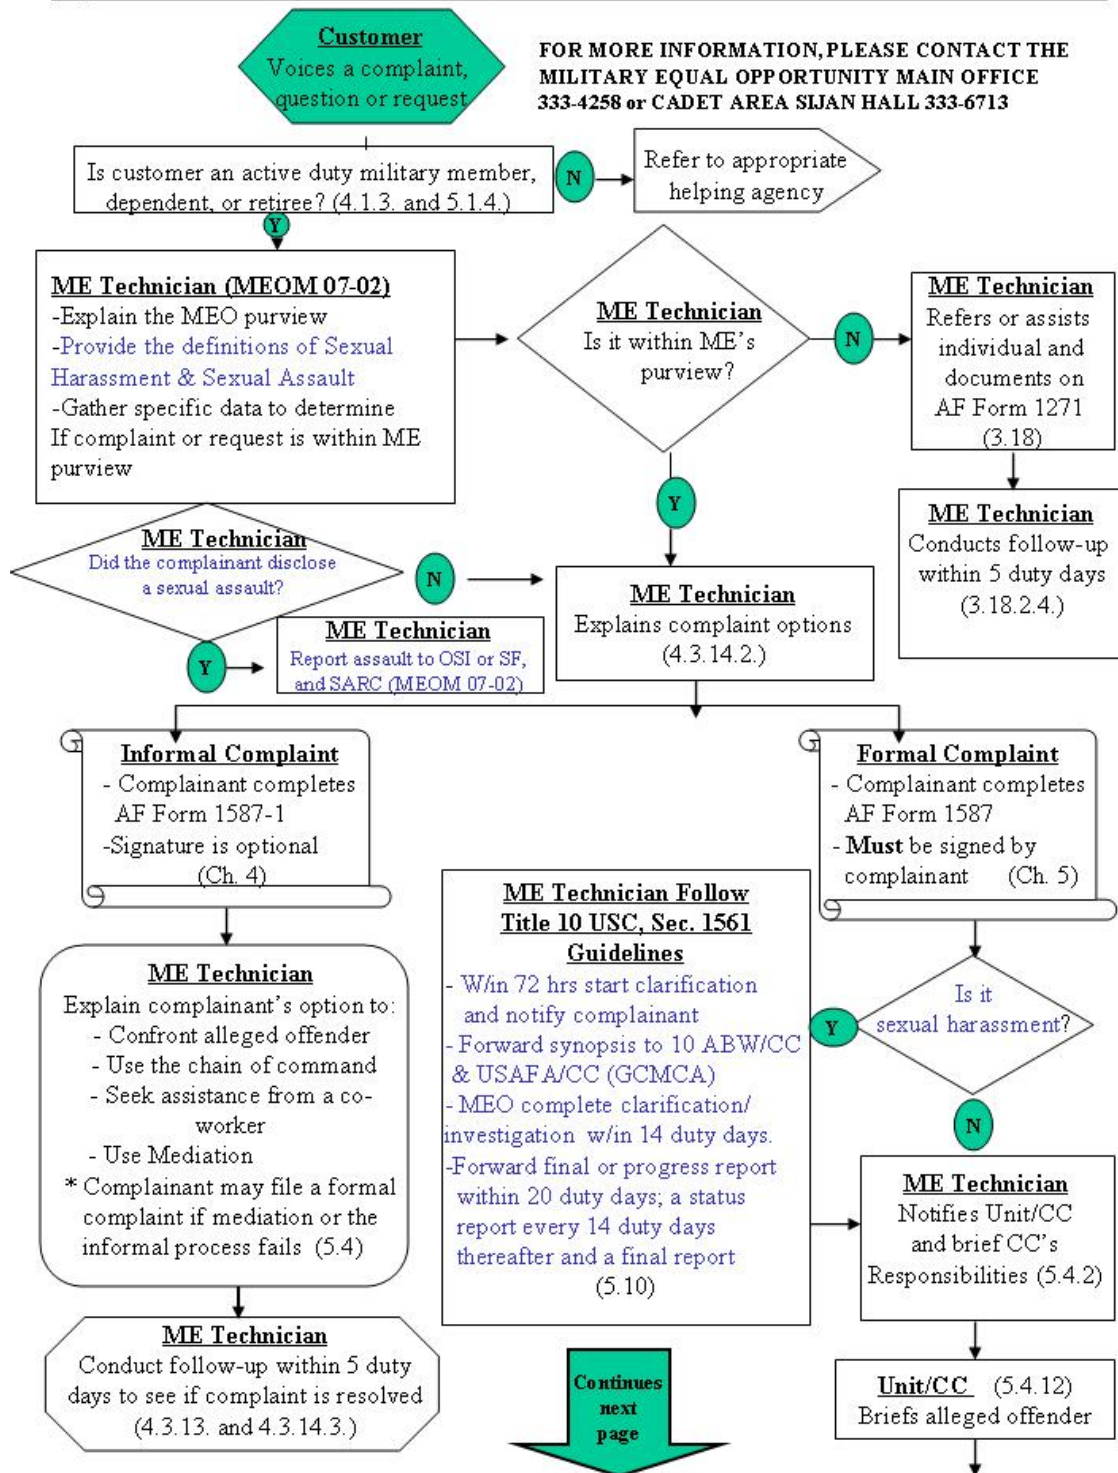 Customer
Voices a complaint,
question or request
FOR MORE INFORMATION, PLEASE CONTACT THE
MILITARY EQUAL OPPORTUNITY MAIN OFFICE
333-4258 or CADET AREA SIJAN HALL 333-6713
Is customer an active duty military member,
dependent, or retiree? (4.1.3. and 5.1.4.)
N
Refer to appropriate
helping agency
Y
ME Technician (MEOM 07-02)
-Explain the MEO purview
-Provide the definitions of Sexual
Harassment & Sexual Assault
-Gather specific data to determine
If complaint or request is within ME
purview
ME Technician
Is it within ME's
purview?
N
ME Technician
Refers or assists
individual and
documents on
AF Form 1271
(3.18)
Y
ME Technician
Conducts follow-up
within 5 duty days
(3.18.2.4.)
ME Technician
Did the complainant disclose
a sexual assault?
N
ME Technician
Explains complaint options
(4.3.14.2.)
Y
ME Technician
Report assault to OSI or SF,
and SARC (MEOM 07-02)
Informal Complaint
- Complainant completes
AF Form 1587-1
-Signature is optional
(Ch. 4)
Formal Complaint
- Complainant completes
AF Form 1587
- Must be signed by
complainant (Ch. 5)
ME Technician
Explain complainant's option to:
- Confront alleged offender
- Use the chain of command
- Seek assistance from a co-
worker
- Use Mediation
* Complainant may file a formal
complaint if mediation or the
informal process fails (5.4)
ME Technician Follow
Title 10 USC, Sec. 1561
Guidelines
- W/in 72 hrs start clarification
and notify complainant
- Forward synopsis to 10 ABW/CC
& USAFA/CC (GCMCA)
- MEO complete clarification/
investigation w/in 14 duty days.
-Forward final or progress report
within 20 duty days; a status
report every 14 duty days
thereafter and a final report
(5.10)
Y
Is it
sexual harassment?
N
ME Technician
Notifies Unit/CC
and brief CC's
Responsibilities (5.4.2)
ME Technician
Conduct follow-up within 5 duty
days to see if complaint is resolved
(4.3.13. and 4.3.14.3.)
Continues
next
page
Unit/CC (5.4.12)
Briefs alleged offender